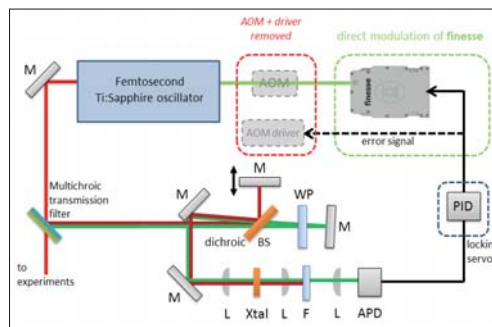 AOM + driver
removed
direct modulation of finesse
M
Femtosecond
Ti:Sapphire oscillator
AOM
finesse
AOM driver
error signal
M
Multichroic
transmission
filter
M
WP
PID
dichroic
BS
M
locking
servo
to
experiments
M
L
Xtal
L
F
L
APD